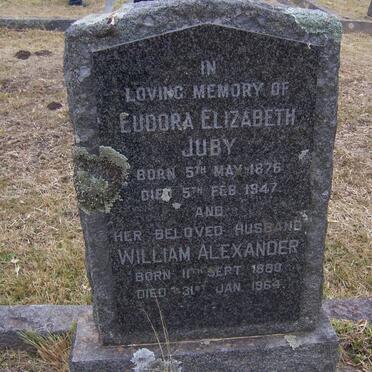 IN
LOVING MEMORY OF
EUDORA ELIZABETH
JUBY
BORN 5TH MAY 1876
DIED 5TH FEB 1947.
AND
HER BELOVED HUSBAND
WILLIAM ALEXANDER
BORN 11TH SEPT 1880
DIED 31ST JAN 1964.